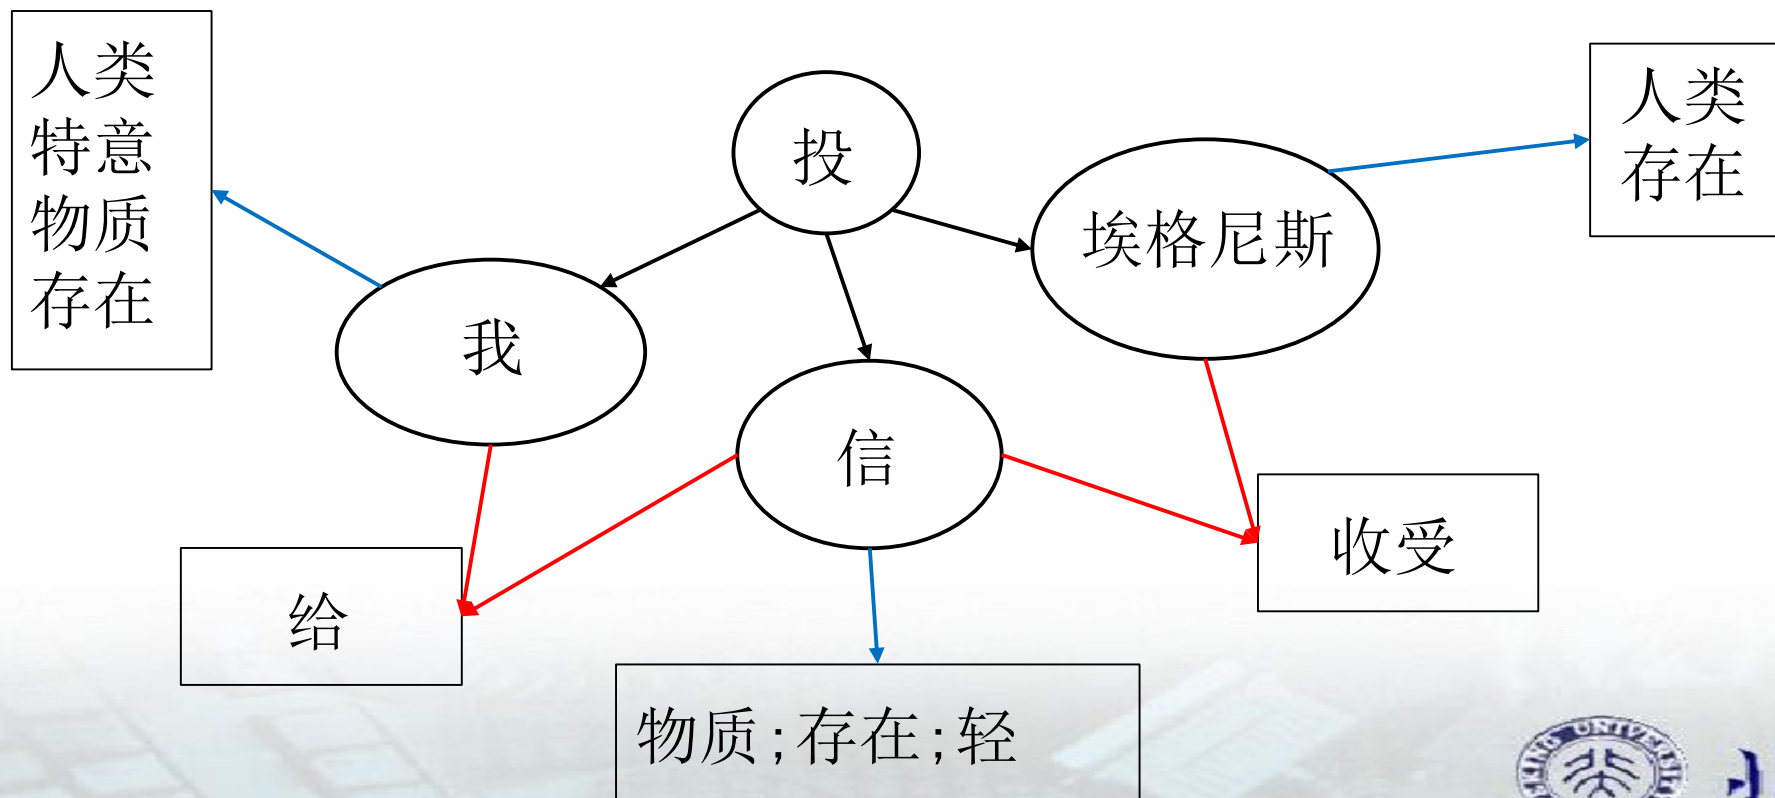 人类
特意
物质
存在
投
埃格尼斯
人类
存在
我
信
收受
给
物质;存在;轻